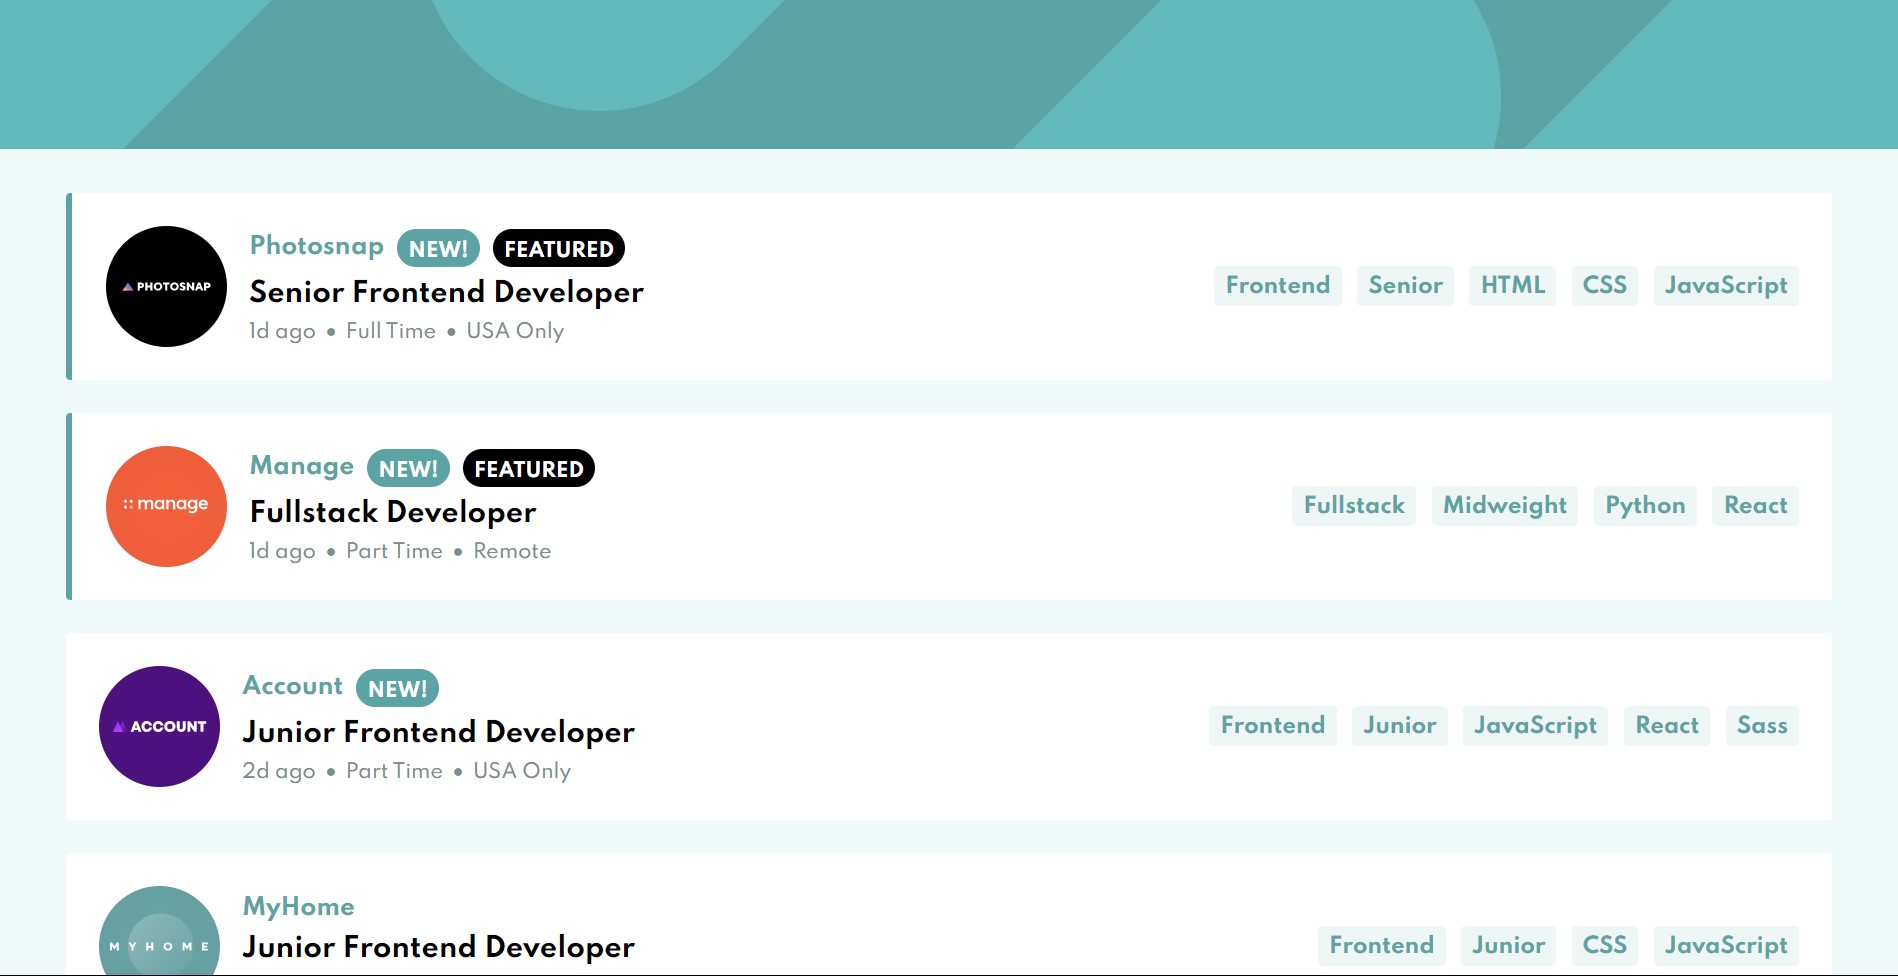 PHOTOSNAP
Photosnap NEW! FEATURED
Senior Frontend Developer
1d ago • Full Time • USA Only
Frontend Senior HTML CSS JavaScript
manage
Manage NEW! FEATURED
Fullstack Developer
1d ago • Part Time • Remote
Fullstack Midweight Python React
ACCOUNT
Account NEW!
Junior Frontend Developer
2d ago • Part Time • USA Only
Frontend Junior JavaScript React Sass
MYHOME
MyHome
Junior Frontend Developer
Frontend Junior CSS JavaScript